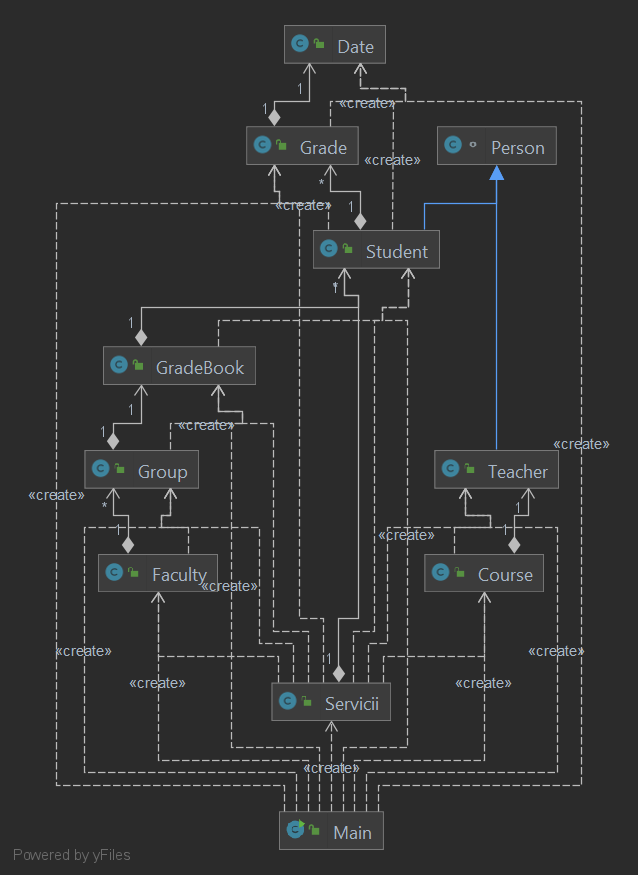 Date
1
«create»
1
Grade
Person
«create»
*
«create»
1
Student
*
1
GradeBook
1
«create»
1
«create»
Group
Teacher
«create»
*
1
1
1
«create»
Faculty
Course
«create»
«create»
«create»
1
«create»
«create»
Servicii
«create»
Main
Powered by yFiles